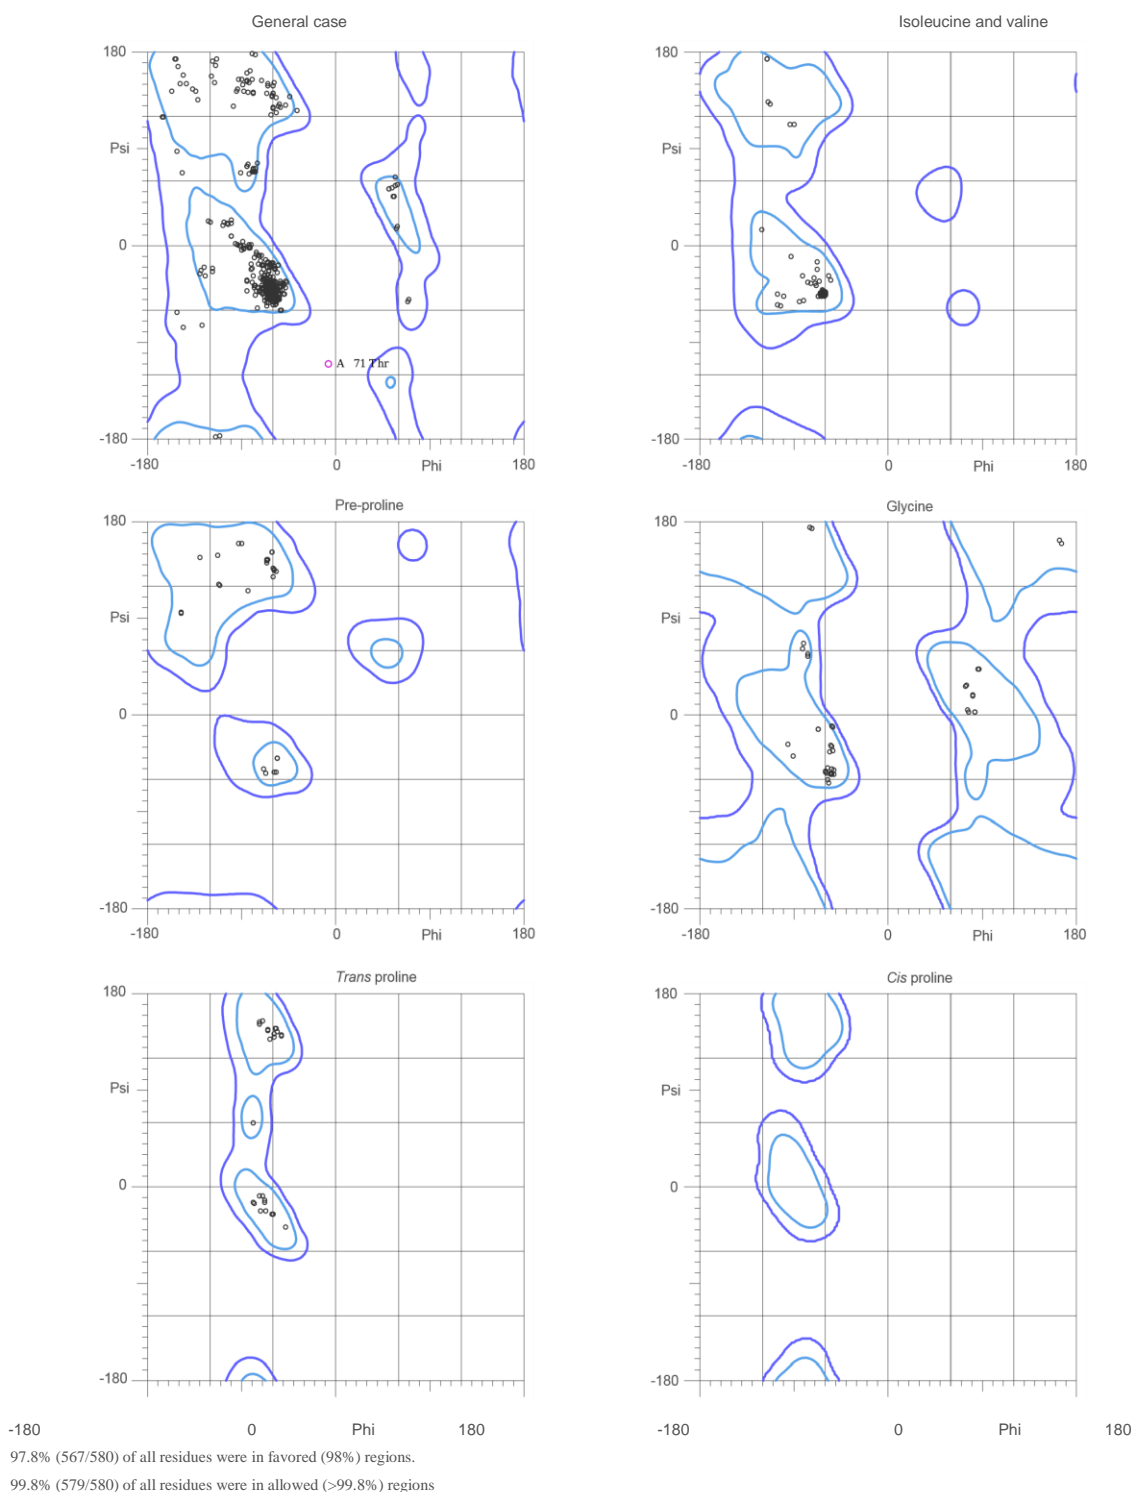 General case
Isoleucine and valine
180
180
Psi
Psi
0
0
A 71 Thr
-180
-180
-180 0 Phi 180
-180 0 Phi 180
Pre-proline
Glycine
180
180
Psi
Psi
0
0
-180
-180
-180 0 Phi 180
-180 0 Phi 180
Trans proline
Cis proline
180
180
Psi
Psi
0
0
-180
-180
-180 0 Phi 180
-180 0 Phi 180
97.8% (567/580) of all residues were in favored (98%) regions.
99.8% (579/580) of all residues were in allowed (>99.8%) regions